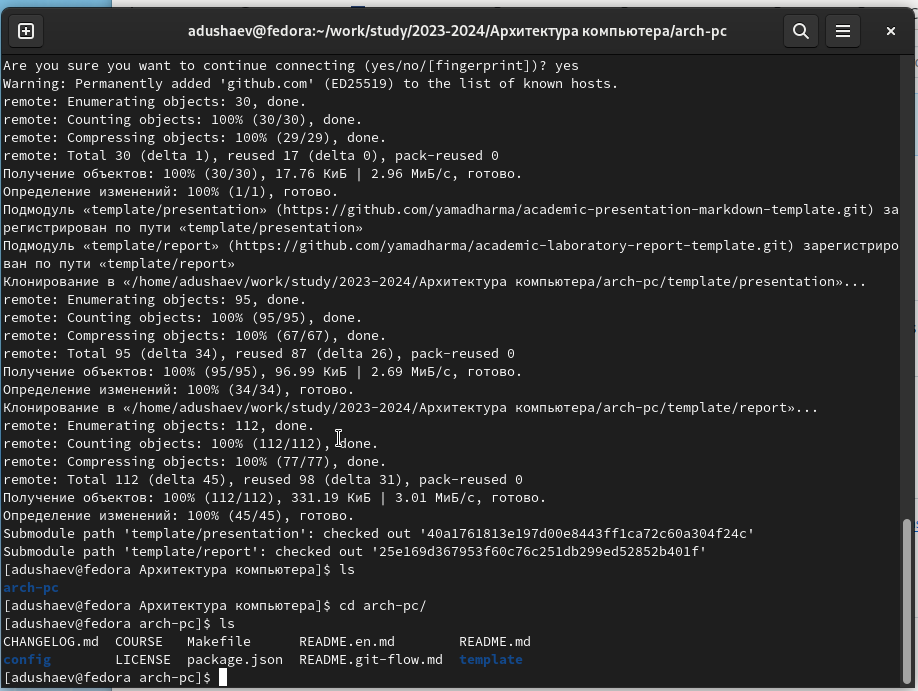 adushaev@fedora:~/work/study/2023-2024/Архитектура компьютера/arch-pc
Are you sure you want to continue connecting (yes/no/[fingerprint])? yes
Warning: Permanently added 'github.com' (ED25519) to the list of known hosts.
remote: Enumerating objects: 30, done.
remote: Counting objects: 100% (30/30), done.
remote: Compressing objects: 100% (29/29), done.
remote: Total 30 (delta 1), reused 17 (delta 0), pack-reused 0
Получение объектов: 100% (30/30), 17.76 КиБ | 2.96 МиБ/с, готово.
Определение изменений: 100% (1/1), готово.
Подмодуль «template/presentation» (https://github.com/yamadharma/academic-presentation-markdown-template.git) за
регистрирован по пути «template/presentation»
Подмодуль «template/report» (https://github.com/yamadharma/academic-laboratory-report-template.git) зарегистриро
ван по пути «template/report»
Клонирование в «/home/adushaev/work/study/2023-2024/Архитектура компьютера/arch-pc/template/presentation»...
remote: Enumerating objects: 95, done.
remote: Counting objects: 100% (95/95), done.
remote: Compressing objects: 100% (67/67), done.
remote: Total 95 (delta 34), reused 87 (delta 26), pack-reused 0
Получение объектов: 100% (95/95), 96.99 КиБ | 2.69 МиБ/с, готово.
Определение изменений: 100% (34/34), готово.
Клонирование в «/home/adushaev/work/study/2023-2024/Архитектура компьютера/arch-pc/template/report»...
remote: Enumerating objects: 112, done.
remote: Counting objects: 100% (112/112), done.
remote: Compressing objects: 100% (77/77), done.
remote: Total 112 (delta 45), reused 98 (delta 31), pack-reused 0
Получение объектов: 100% (112/112), 331.19 КиБ | 3.01 МиБ/с, готово.
Определение изменений: 100% (45/45), готово.
Submodule path 'template/presentation': checked out '40a1761813e197d00e8443ff1ca72c60a304f24c'
Submodule path 'template/report': checked out '25e169d367953f60c76c251db299ed52852b401f'
[adushaev@fedora Архитектура компьютера]$ ls
arch-pc
[adushaev@fedora Архитектура компьютера]$ cd arch-pc/
[adushaev@fedora arch-pc]$ ls
CHANGELOG.md  COURSE   Makefile      README.en.md        README.md
config        LICENSE  package.json  README.git-flow.md  template
[adushaev@fedora arch-pc]$